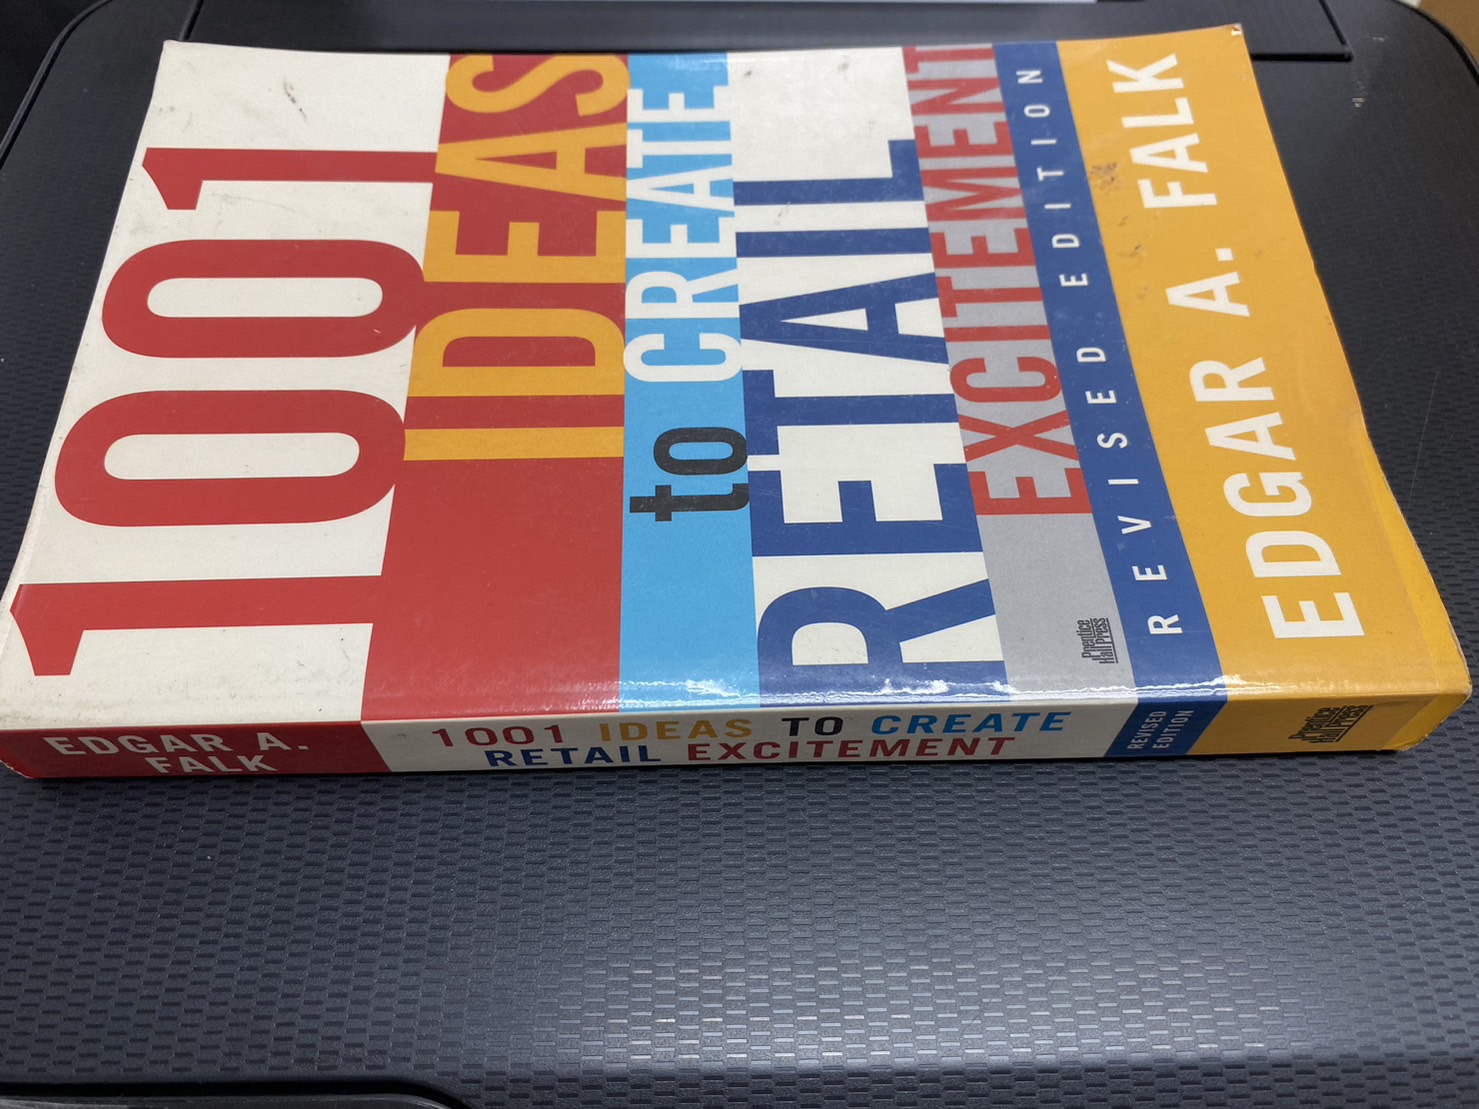 1001
IDEAS
to CREATE
RETAIL
EXCITEMENT
REVISED EDITION
EDGAR A. FALK
Prentice
Hall Press
EDGAR A.
FALK
1001 IDEAS TO CREATE
RETAIL EXCITEMENT
REVISED
EDITION
Prentice
Hall Press